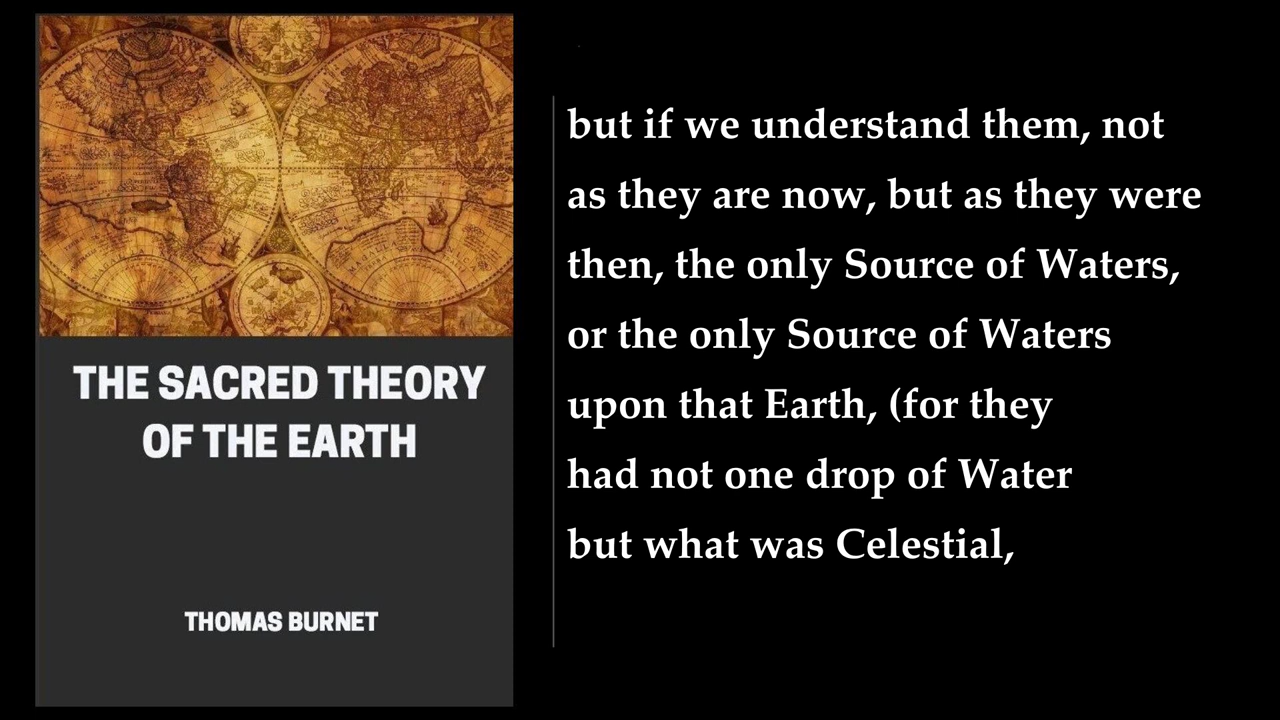 THE SACRED THEORY
OF THE EARTH
THOMAS BURNET
but if we understand them, not
as they are now, but as they were
then, the only Source of Waters,
or the only Source of Waters
upon that Earth, (for they
had not one drop of Water
but what was Celestial,